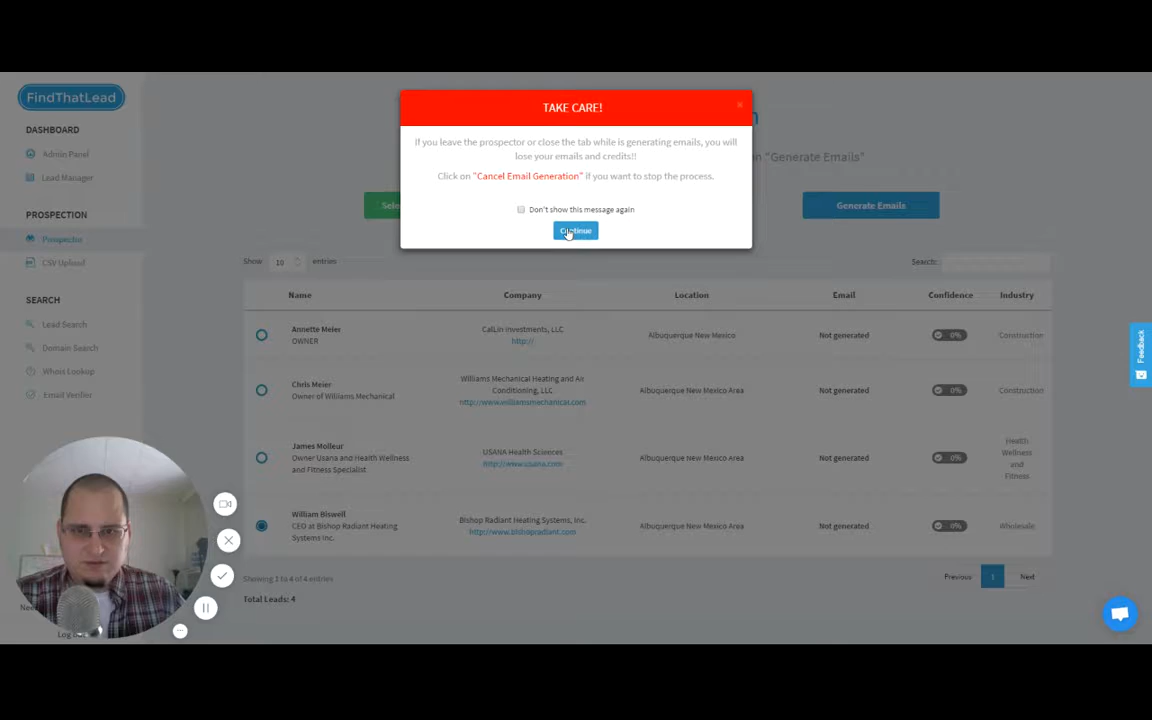 FindThatLead
DASHBOARD
Admin Panel
Lead Manager
PROSPECTION
Prospector
CSV Upload
SEARCH
Lead Search
Domain Search
Whois Lookup
Email Verifier
TAKE CARE!
If you leave the prospector or close the tab while is generating emails, you will
lose your emails and credits!!
Click on "Cancel Email Generation" if you want to stop the process.
Don't show this message again
Continue
"Generate Emails"
Generate Emails
Show 10 entries
Search:
Name Company Location Email Confidence Industry
Annette Meier
OWNER
CalLin Investments, LLC
http://
Albuquerque New Mexico
Not generated
0%
Construction
Chris Meier
Owner of Williams Mechanical
Williams Mechanical Heating and Air
Conditioning, LLC
http://www.williamsmechanical.com
Albuquerque New Mexico Area
Not generated
0%
Construction
James Molleur
Owner Usana and Health Wellness
and Fitness Specialist
USANA Health Sciences
http://www.usana.com
Albuquerque New Mexico Area
Not generated
0%
Health
Wellness
and
Fitness
William Biswell
CEO at Bishop Radiant Heating
Systems Inc.
Bishop Radiant Heating Systems, Inc.
http://www.bishopradiant.com
Albuquerque New Mexico Area
Not generated
0%
Wholesale
Showing 1 to 4 of 4 entries
Previous 1 Next
Total Leads: 4
Feedback